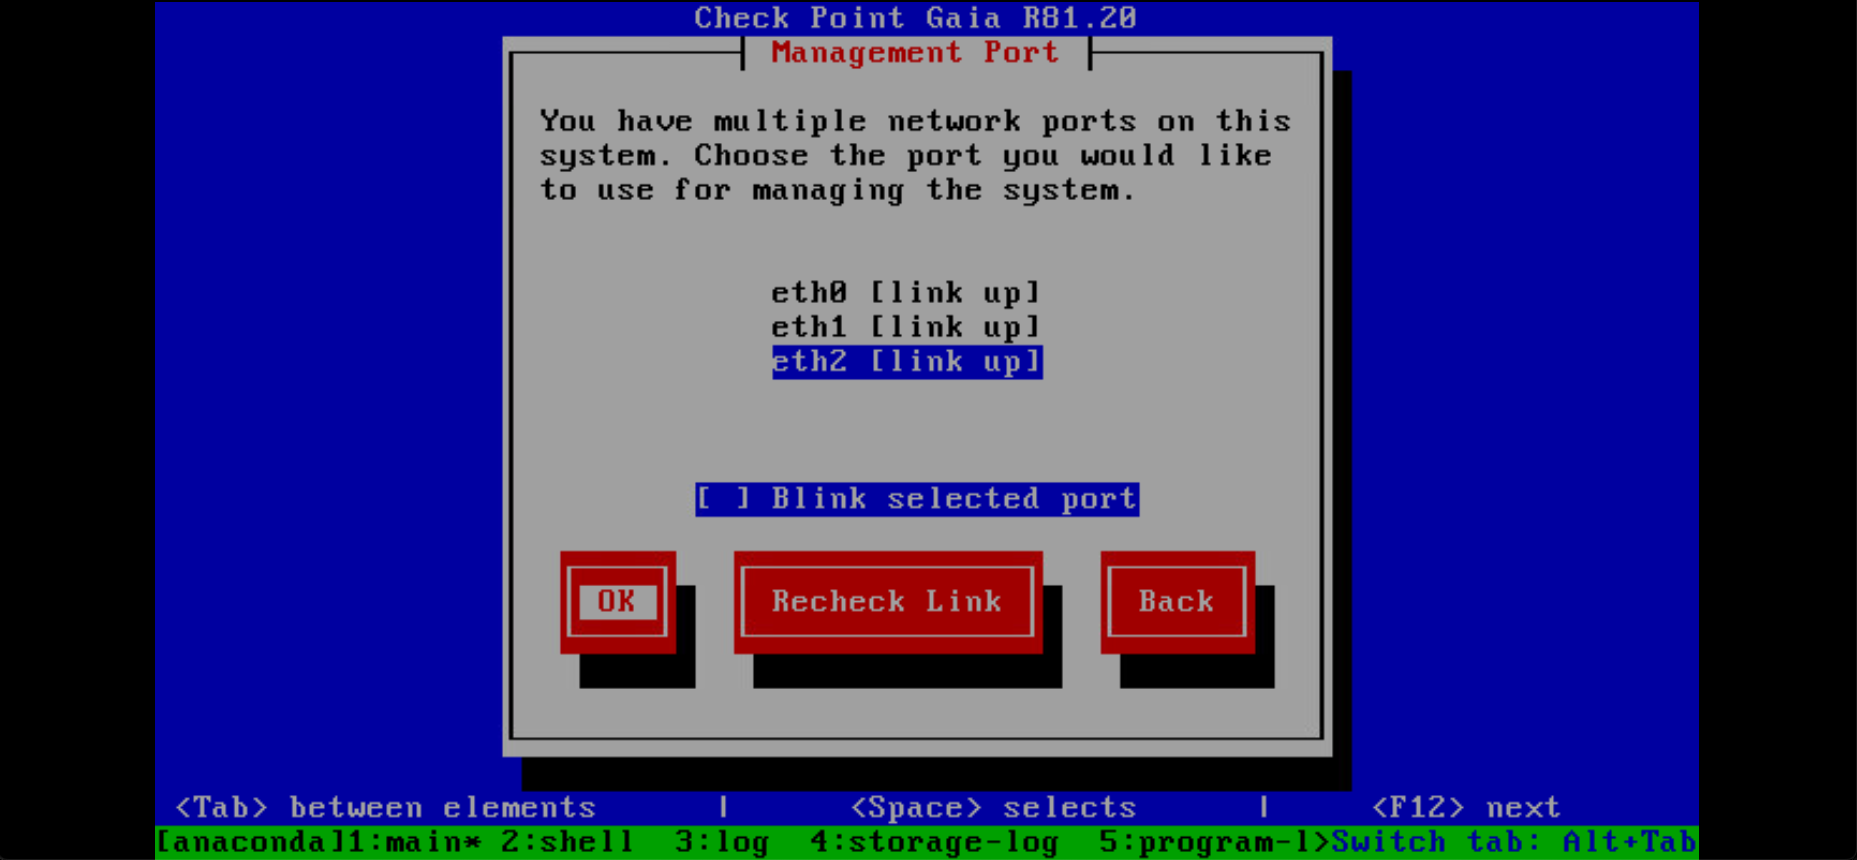 Check Point Gaia R81.20
Management Port
You have multiple network ports on this
system. Choose the port you would like
to use for managing the system.
eth0 [link up]
eth1 [link up]
eth2 [link up]
[ ] Blink selected port
OK
Recheck Link
Back
<Tab> between elements | <Space> selects | <F12> next
[anaconda]1:main* 2:shell 3:log 4:storage-log 5:program-l>Switch tab: Alt+Tab